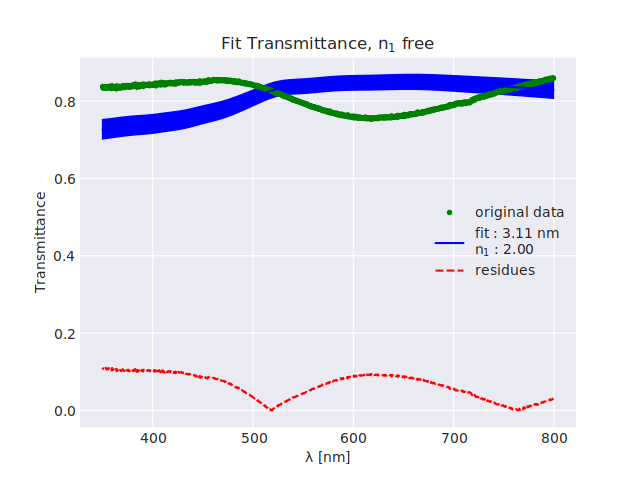 Fit Transmittance, n₁ free
Transmittance
0.8
0.6
0.4
0.2
0.0
original data
fit : 3.11 nm
n₁ : 2.00
residues
400 500 600 700 800
λ [nm]